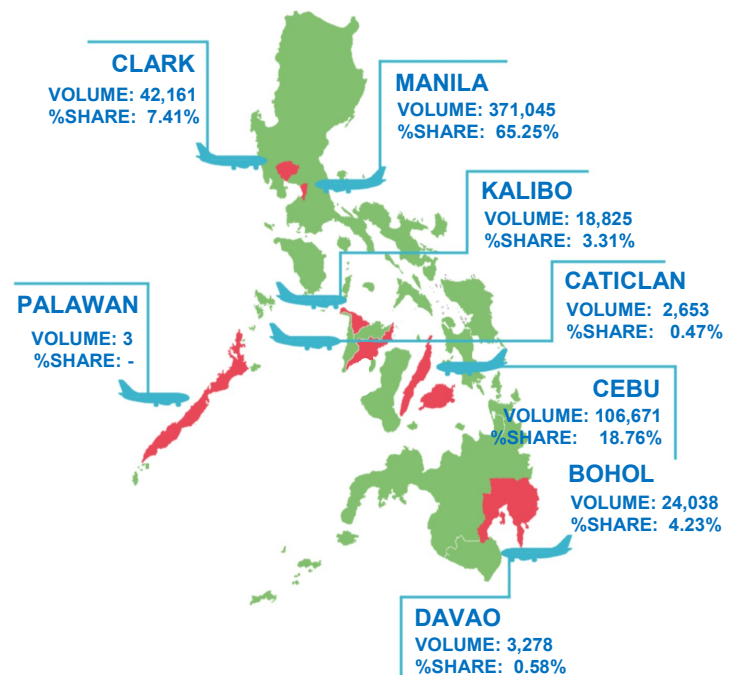 CLARK
VOLUME: 42,161
%SHARE: 7.41%
MANILA
VOLUME: 371,045
%SHARE: 65.25%
KALIBO
VOLUME: 18,825
%SHARE: 3.31%
CATICLAN
VOLUME: 2,653
%SHARE: 0.47%
PALAWAN
VOLUME: 3
%SHARE: -
CEBU
VOLUME: 106,671
%SHARE: 18.76%
BOHOL
VOLUME: 24,038
%SHARE: 4.23%
DAVAO
VOLUME: 3,278
%SHARE: 0.58%